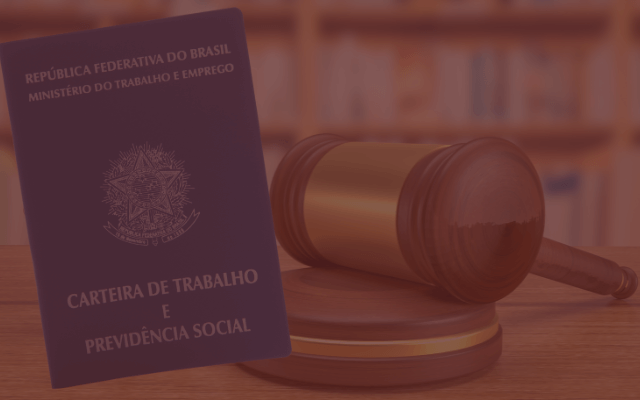 REPÚBLICA FEDERATIVA DO BRASIL
MINISTÉRIO DO TRABALHO E EMPREGO
CARTEIRA DE TRABALHO
E
PREVIDÊNCIA SOCIAL